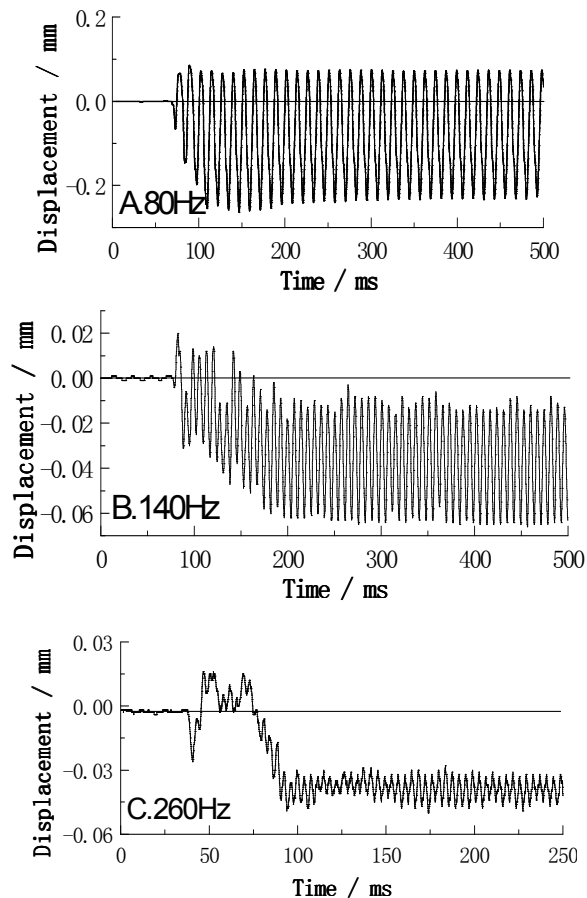 Displacement / mm
0.2
0.0
-0.2
A.80Hz
0 100 200 300 400 500
Time / ms
Displacement / mm
0.02
0.00
-0.02
-0.04
-0.06
B.140Hz
0 100 200 300 400 500
Time / ms
Displacement / mm
0.03
0.00
-0.03
-0.06
C.260Hz
0 50 100 150 200 250
Time / ms